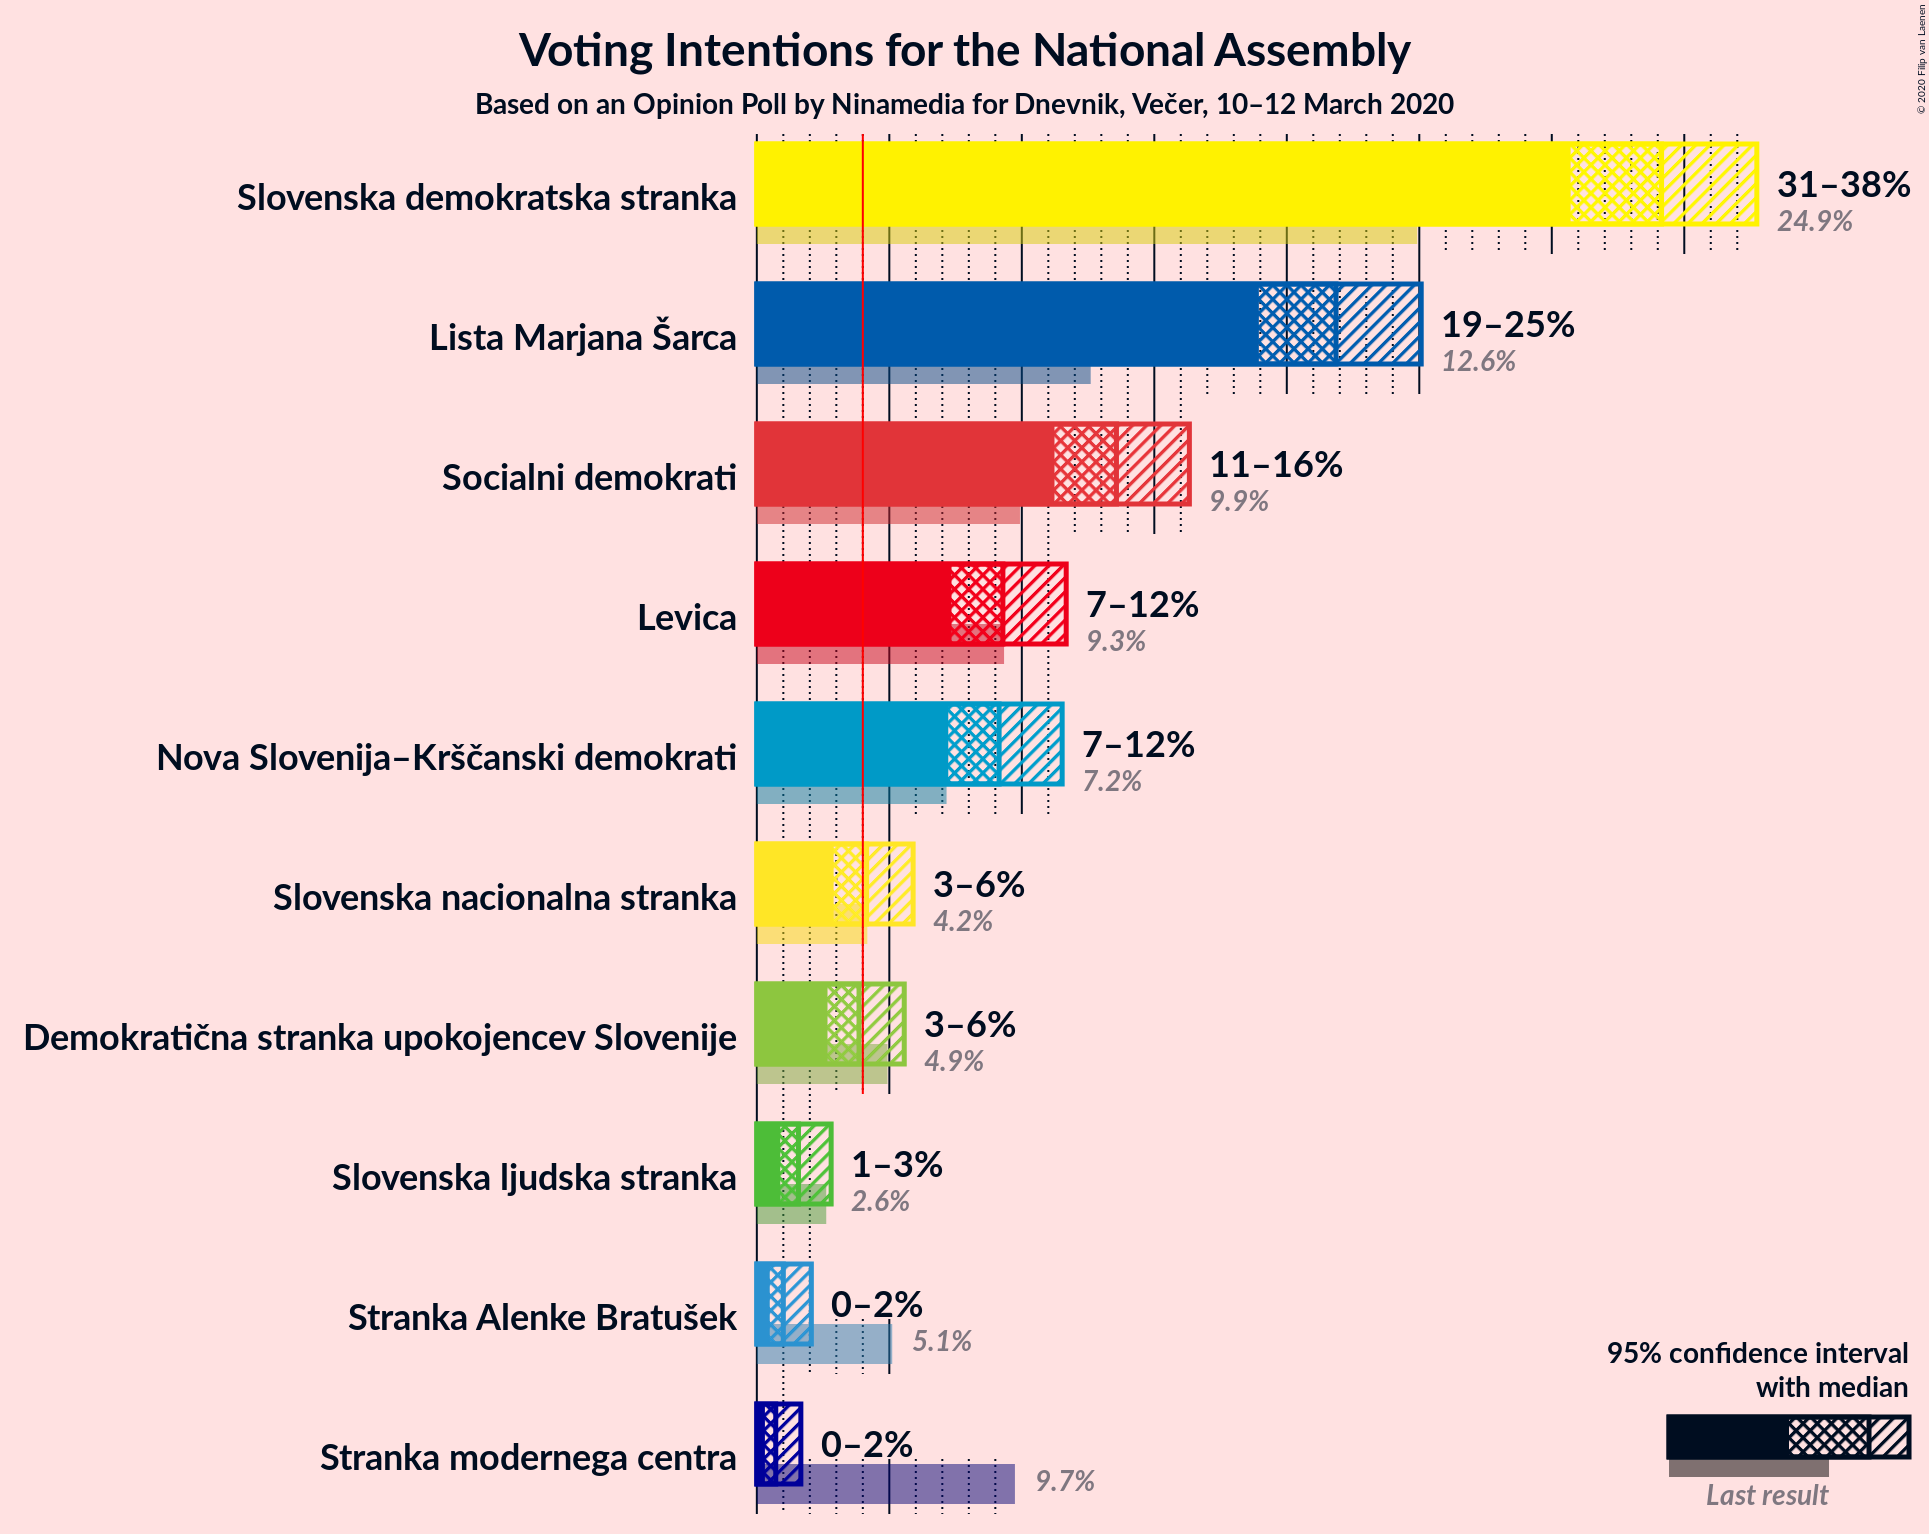 Voting Intentions for the National Assembly
Based on an Opinion Poll by Ninamedia for Dnevnik, Večer, 10–12 March 2020
© 2020 Filip van Laenen
Slovenska demokratska stranka
31–38%
24.9%
Lista Marjana Šarca
19–25%
12.6%
Socialni demokrati
11–16%
9.9%
Levica
7–12%
9.3%
Nova Slovenija–Krščanski demokrati
7–12%
7.2%
Slovenska nacionalna stranka
3–6%
4.2%
Demokratična stranka upokojencev Slovenije
3–6%
4.9%
Slovenska ljudska stranka
1–3%
2.6%
Stranka Alenke Bratušek
0–2%
5.1%
Stranka modernega centra
0–2%
9.7%
95% confidence interval
with median
Last result